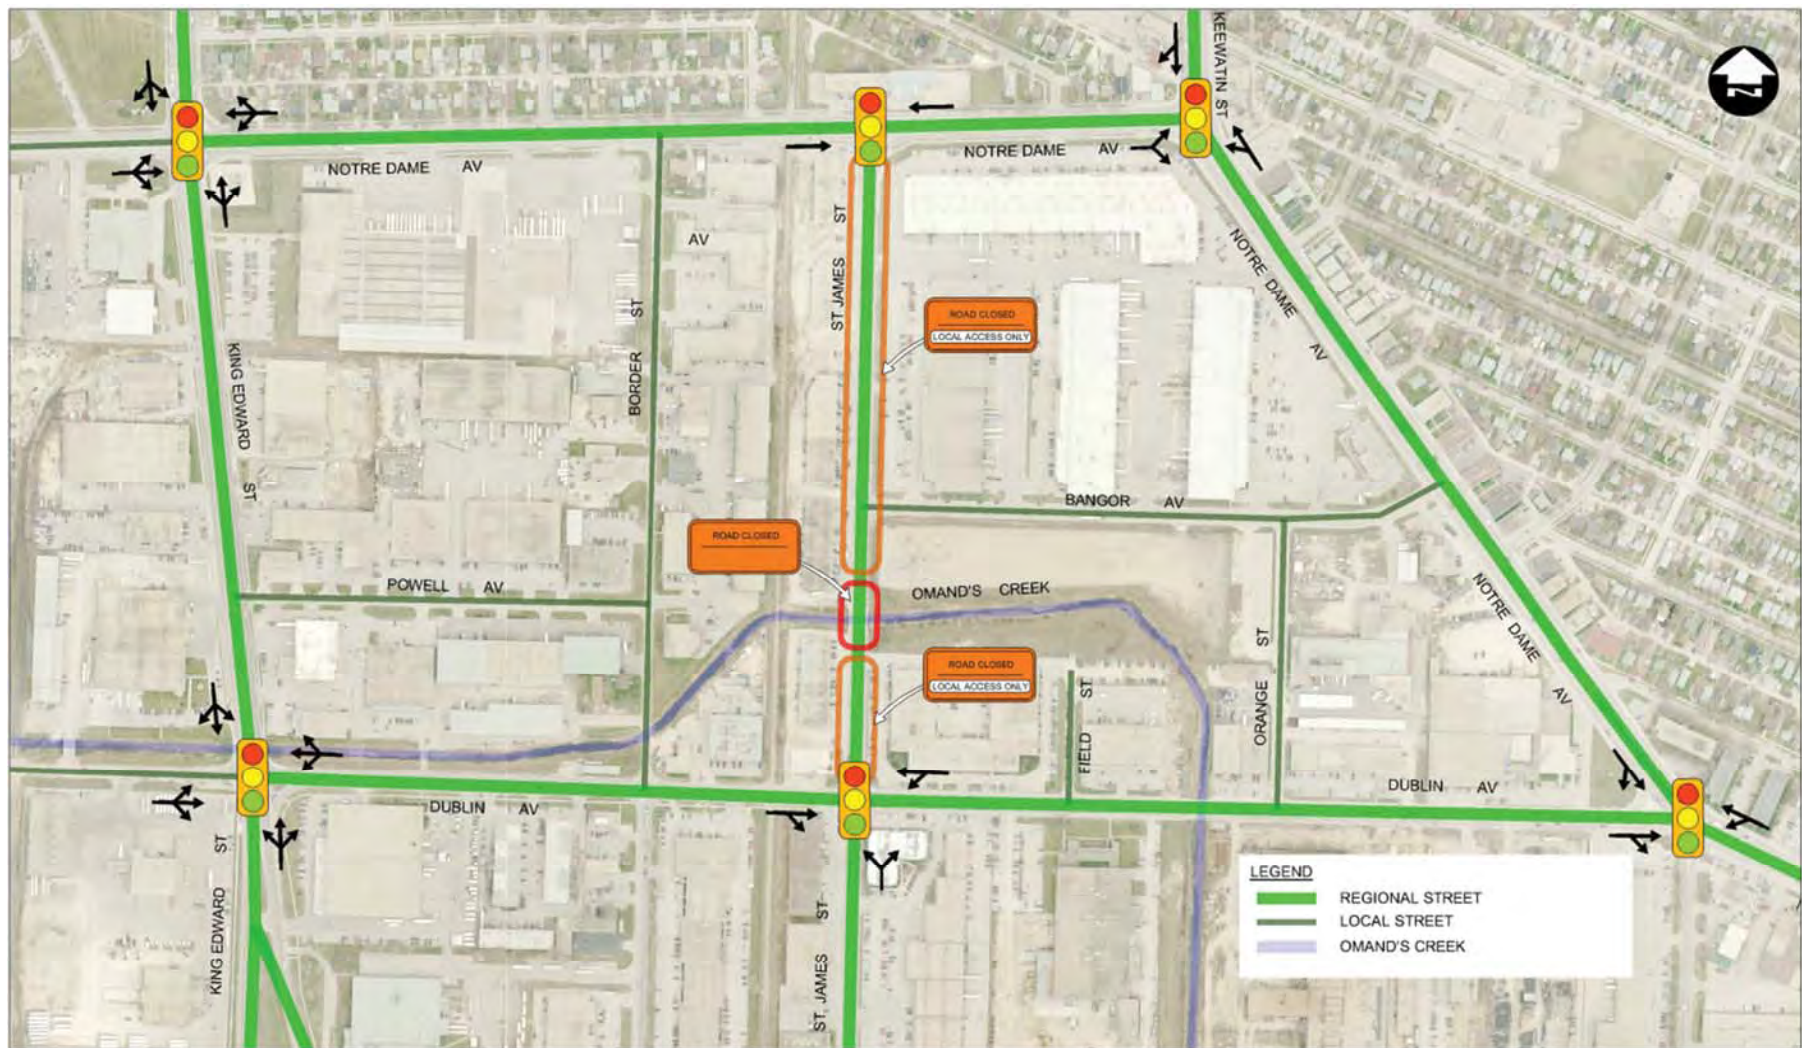 KEEWATIN ST
N
NOTRE DAME AV
NOTRE DAME AV
ST.JAMES ST
AV
NOTRE DAME AV
ROAD CLOSED
LOCAL ACCESS ONLY
BORDER ST
KING EDWARD ST
BANGOR AV
ROAD CLOSED
POWELL AV
OMAND'S CREEK
NOTRE DAME AV
ROAD CLOSED
LOCAL ACCESS ONLY
FIELD ST
ORANGE ST
DUBLIN AV
DUBLIN AV
KING EDWARD ST
ST. JAMES ST
LEGEND
REGIONAL STREET
LOCAL STREET
OMAND'S CREEK